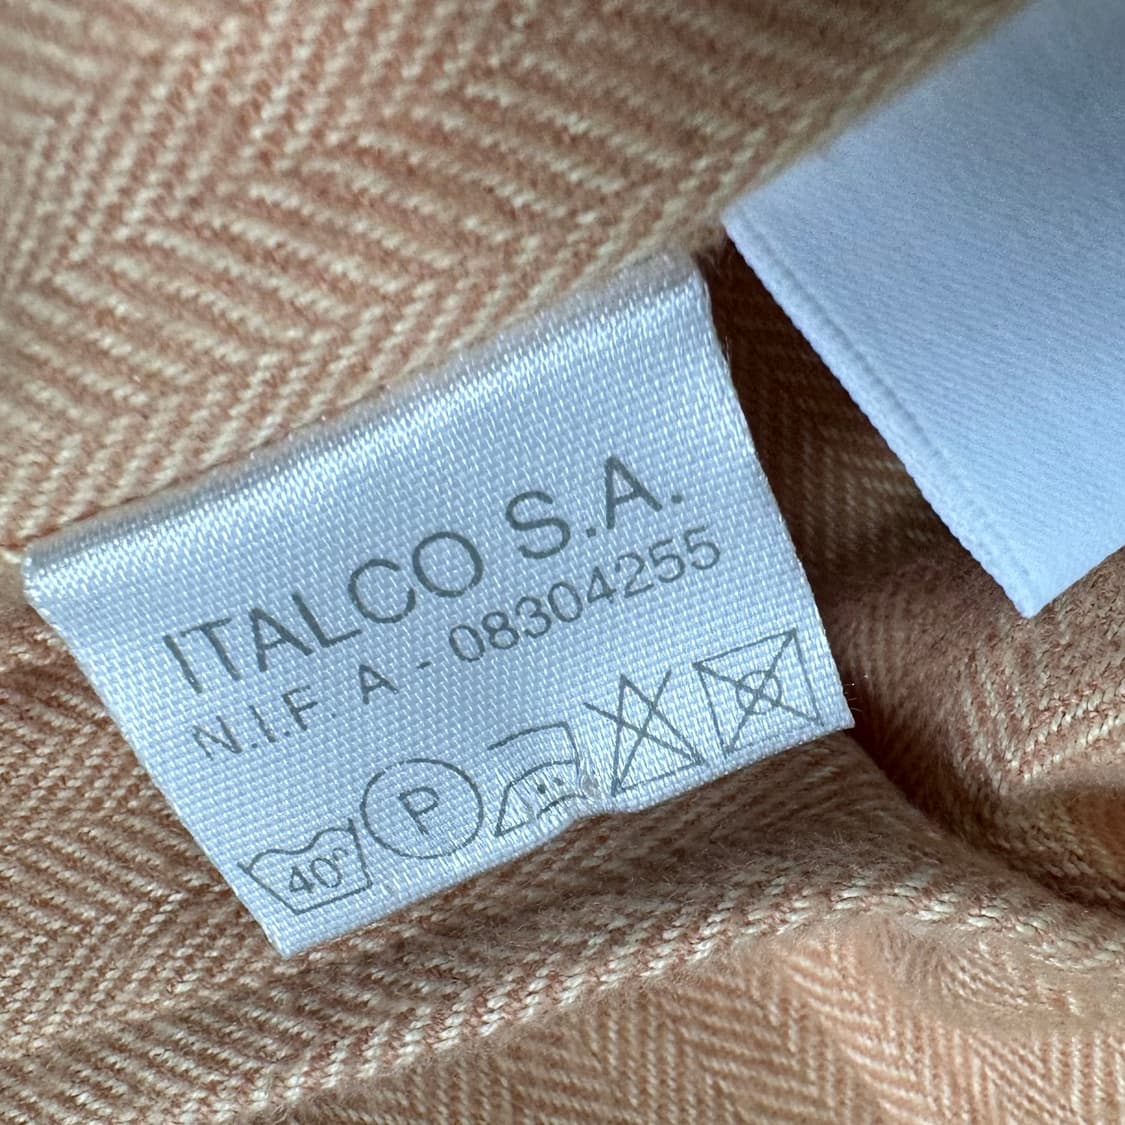 ITALCO S.A.
N.I.F. A - 08304255
40° P